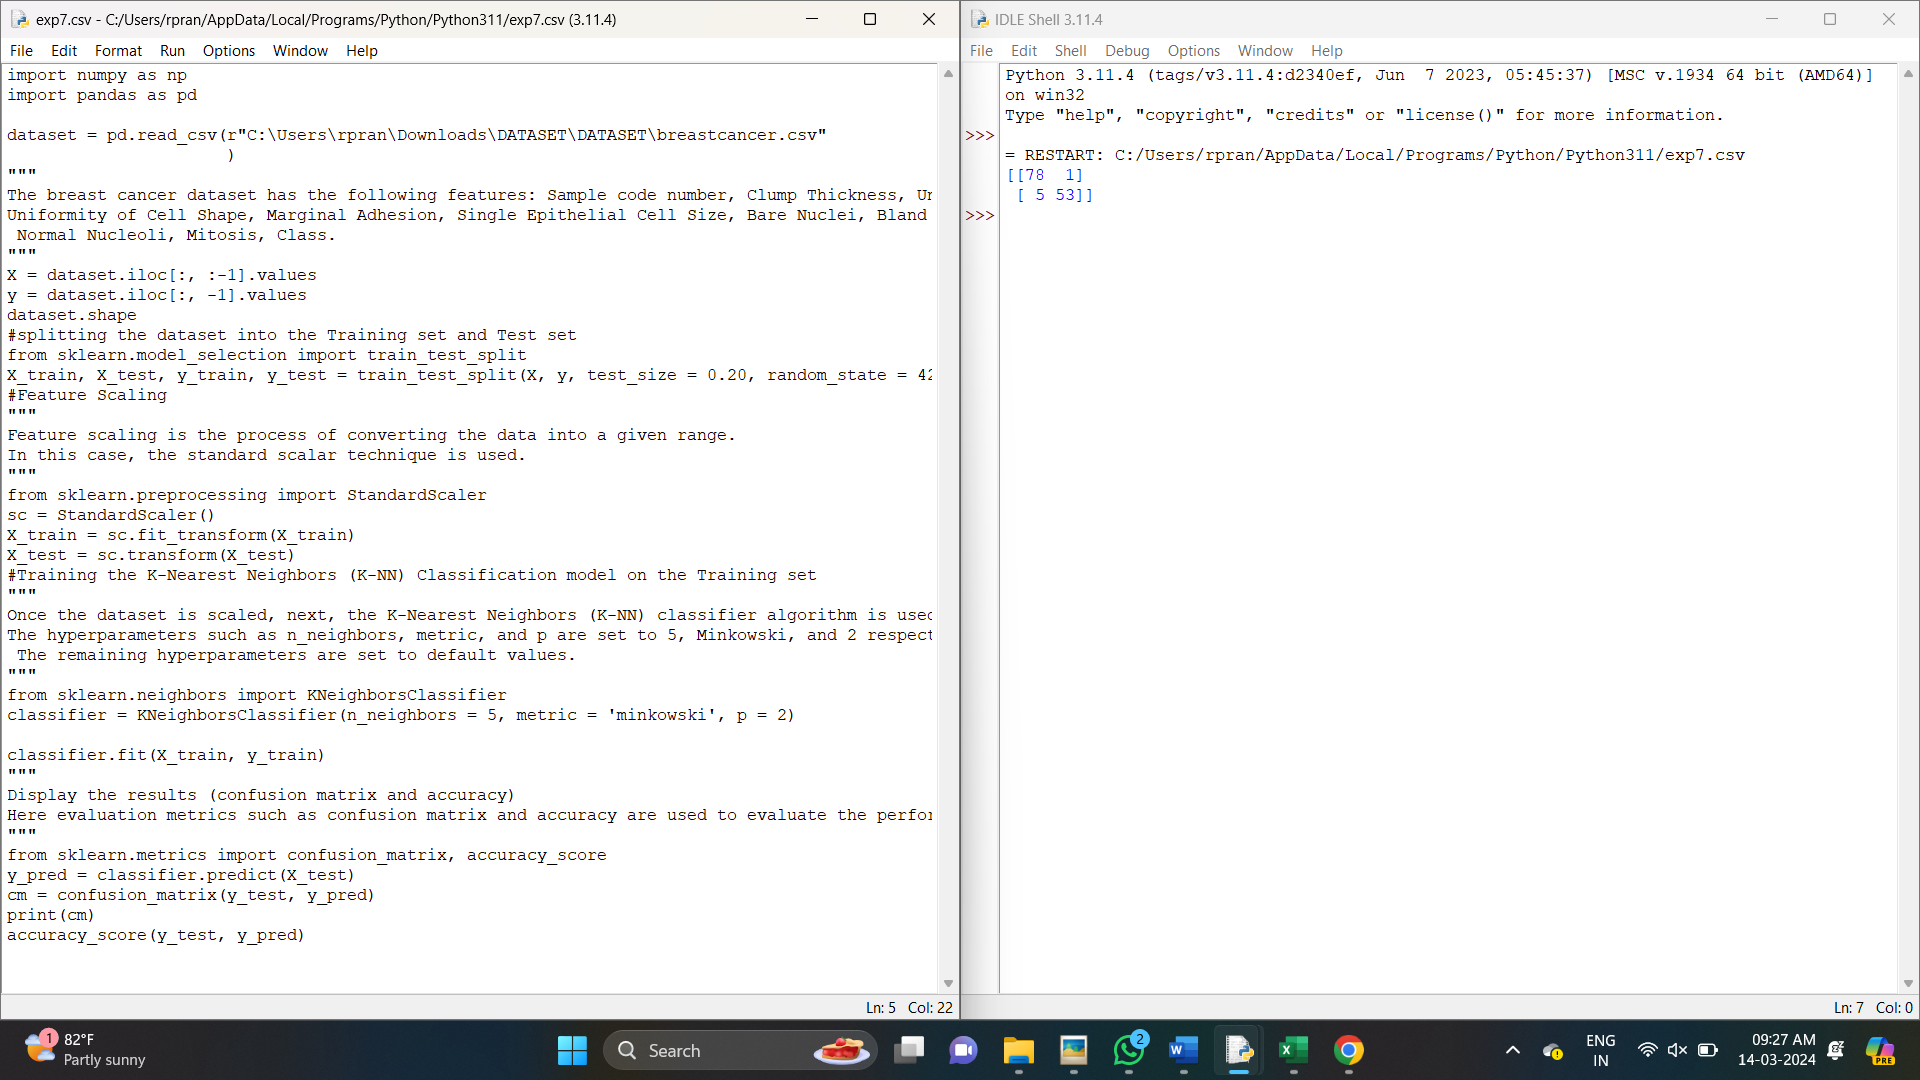 exp7.csv - C:/Users/rpran/AppData/Local/Programs/Python/Python311/exp7.csv (3.11.4)
File Edit Format Run Options Window Help
import numpy as np
import pandas as pd
dataset = pd.read_csv(r"C:\Users\rpran\Downloads\DATASET\DATASET\breastcancer.csv"
)
"""
The breast cancer dataset has the following features: Sample code number, Clump Thickness,
Uniformity of Cell Shape, Marginal Adhesion, Single Epithelial Cell Size, Bare Nuclei, Bland
Normal Nucleoli, Mitosis, Class.
"""
X = dataset.iloc[:, :-1].values
y = dataset.iloc[:, -1].values
dataset.shape
#splitting the dataset into the Training set and Test set
from sklearn.model_selection import train_test_split
X_train, X_test, y_train, y_test = train_test_split(X, y, test_size = 0.20, random_state = 42
#Feature Scaling
"""
Feature scaling is the process of converting the data into a given range.
In this case, the standard scalar technique is used.
"""
from sklearn.preprocessing import StandardScaler
sc = StandardScaler()
X_train = sc.fit_transform(X_train)
X_test = sc.transform(X_test)
#Training the K-Nearest Neighbors (K-NN) Classification model on the Training set
"""
Once the dataset is scaled, next, the K-Nearest Neighbors (K-NN) classifier algorithm is used
The hyperparameters such as n_neighbors, metric, and p are set to 5, Minkowski, and 2 respect
The remaining hyperparameters are set to default values.
"""
from sklearn.neighbors import KNeighborsClassifier
classifier = KNeighborsClassifier(n_neighbors = 5, metric = 'minkowski', p = 2)
classifier.fit(X_train, y_train)
"""
Display the results (confusion matrix and accuracy)
Here evaluation metrics such as confusion matrix and accuracy are used to evaluate the perfor
"""
from sklearn.metrics import confusion_matrix, accuracy_score
y_pred = classifier.predict(X_test)
cm = confusion_matrix(y_test, y_pred)
print(cm)
accuracy_score(y_test, y_pred)
Ln: 5 Col: 22
IDLE Shell 3.11.4
File Edit Shell Debug Options Window Help
Python 3.11.4 (tags/v3.11.4:d2340ef, Jun  7 2023, 05:45:37) [MSC v.1934 64 bit (AMD64)]
on win32
Type "help", "copyright", "credits" or "license()" for more information.
>>>
= RESTART: C:/Users/rpran/AppData/Local/Programs/Python/Python311/exp7.csv
[[78  1]
[ 5 53]]
>>>
Ln: 7 Col: 0
1
82°F
Partly sunny
Search
2
W
X
ENG
IN
09:27 AM
14-03-2024
PRE